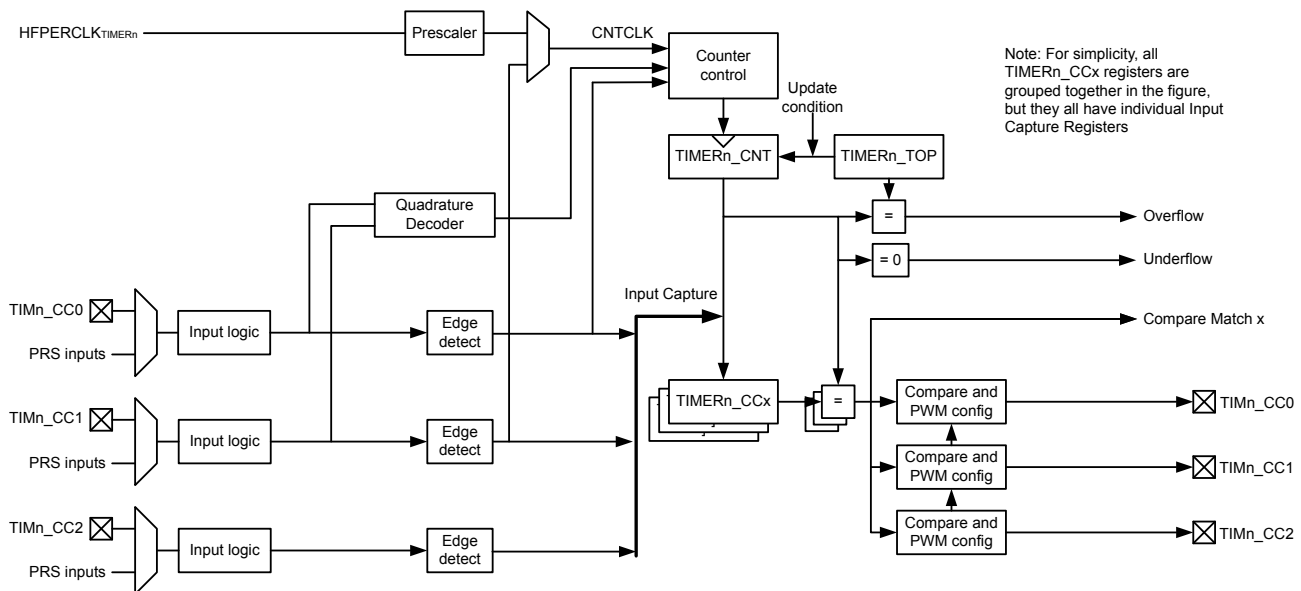 HFPERCLKTIMERn
Prescaler
CNTCLK
Counter
control
Note: For simplicity, all
TIMERn_CCx registers are
grouped together in the figure,
but they all have individual Input
Capture Registers
Update
condition
TIMERn_CNT
TIMERn_TOP
Quadrature
Decoder
=
Overflow
= 0
Underflow
TIMn_CC0
PRS inputs
Input logic
Edge
detect
Input Capture
Compare Match x
TIMn_CC1
PRS inputs
Input logic
Edge
detect
TIMERn_CCx
=
Compare and
PWM config
TIMn_CC0
Compare and
PWM config
TIMn_CC1
TIMn_CC2
PRS inputs
Input logic
Edge
detect
Compare and
PWM config
TIMn_CC2